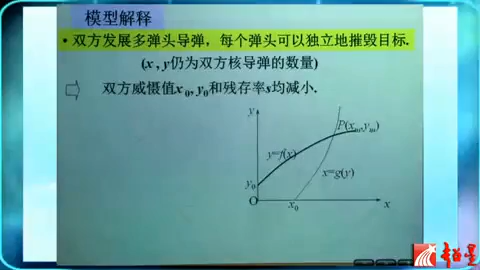 模型解释
· 双方发展多弹头导弹，每个弹头可以独立地摧毁目标.
(x , y仍为双方核导弹的数量)
双方威慑值x₀, y₀和残存率s均减小.
y
P(xₘ,yₘ)
y=f(y)
x=g(y)
y₀
O
x₀
x